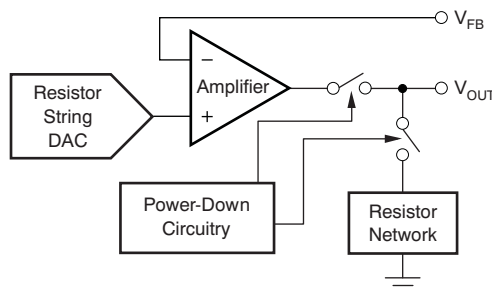 V_FB
−
Amplifier
+
Resistor
String
DAC
V_OUT
Power-Down
Circuitry
Resistor
Network